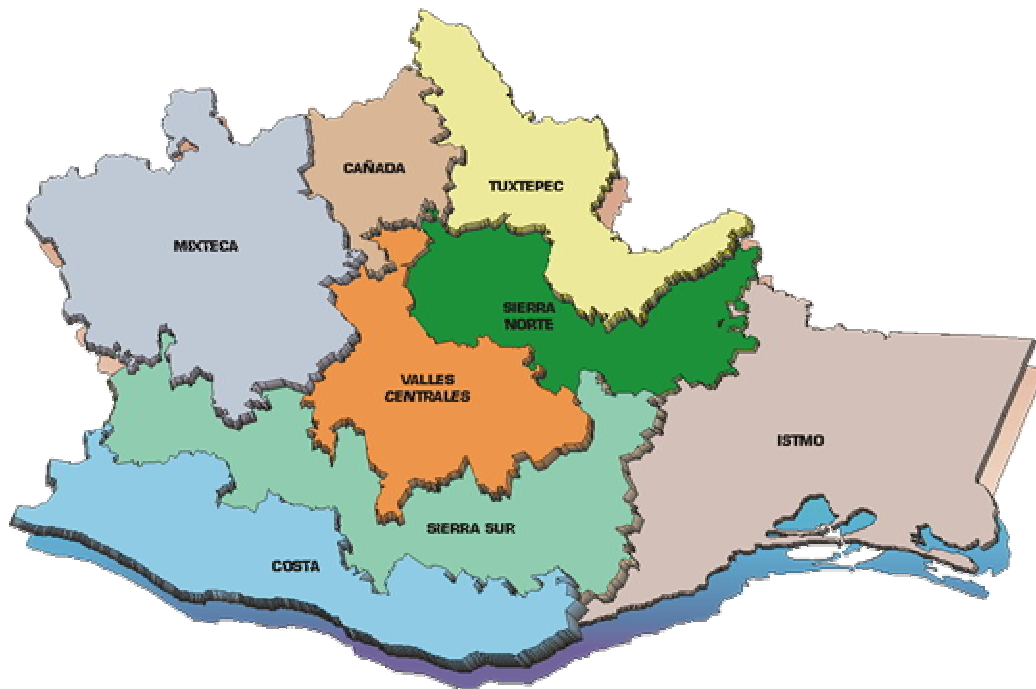 CAÑADA
TUXTEPEC
MIXTECA
SIERRA
NORTE
VALLES
CENTRALES
ISTMO
SIERRA SUR
COSTA